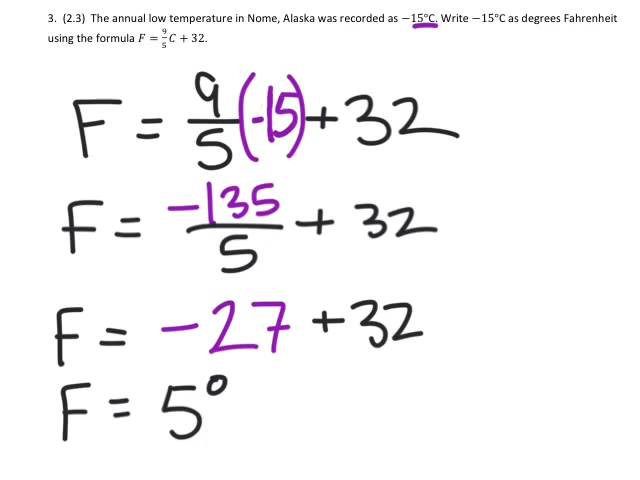 3. (2.3) The annual low temperature in Nome, Alaska was recorded as −15°C. Write −15°C as degrees Fahrenheit
using the formula F = 9/5 C + 32.
F = 9/5 (-15) + 32
F = -135/5 + 32
F = -27 + 32
F = 5°